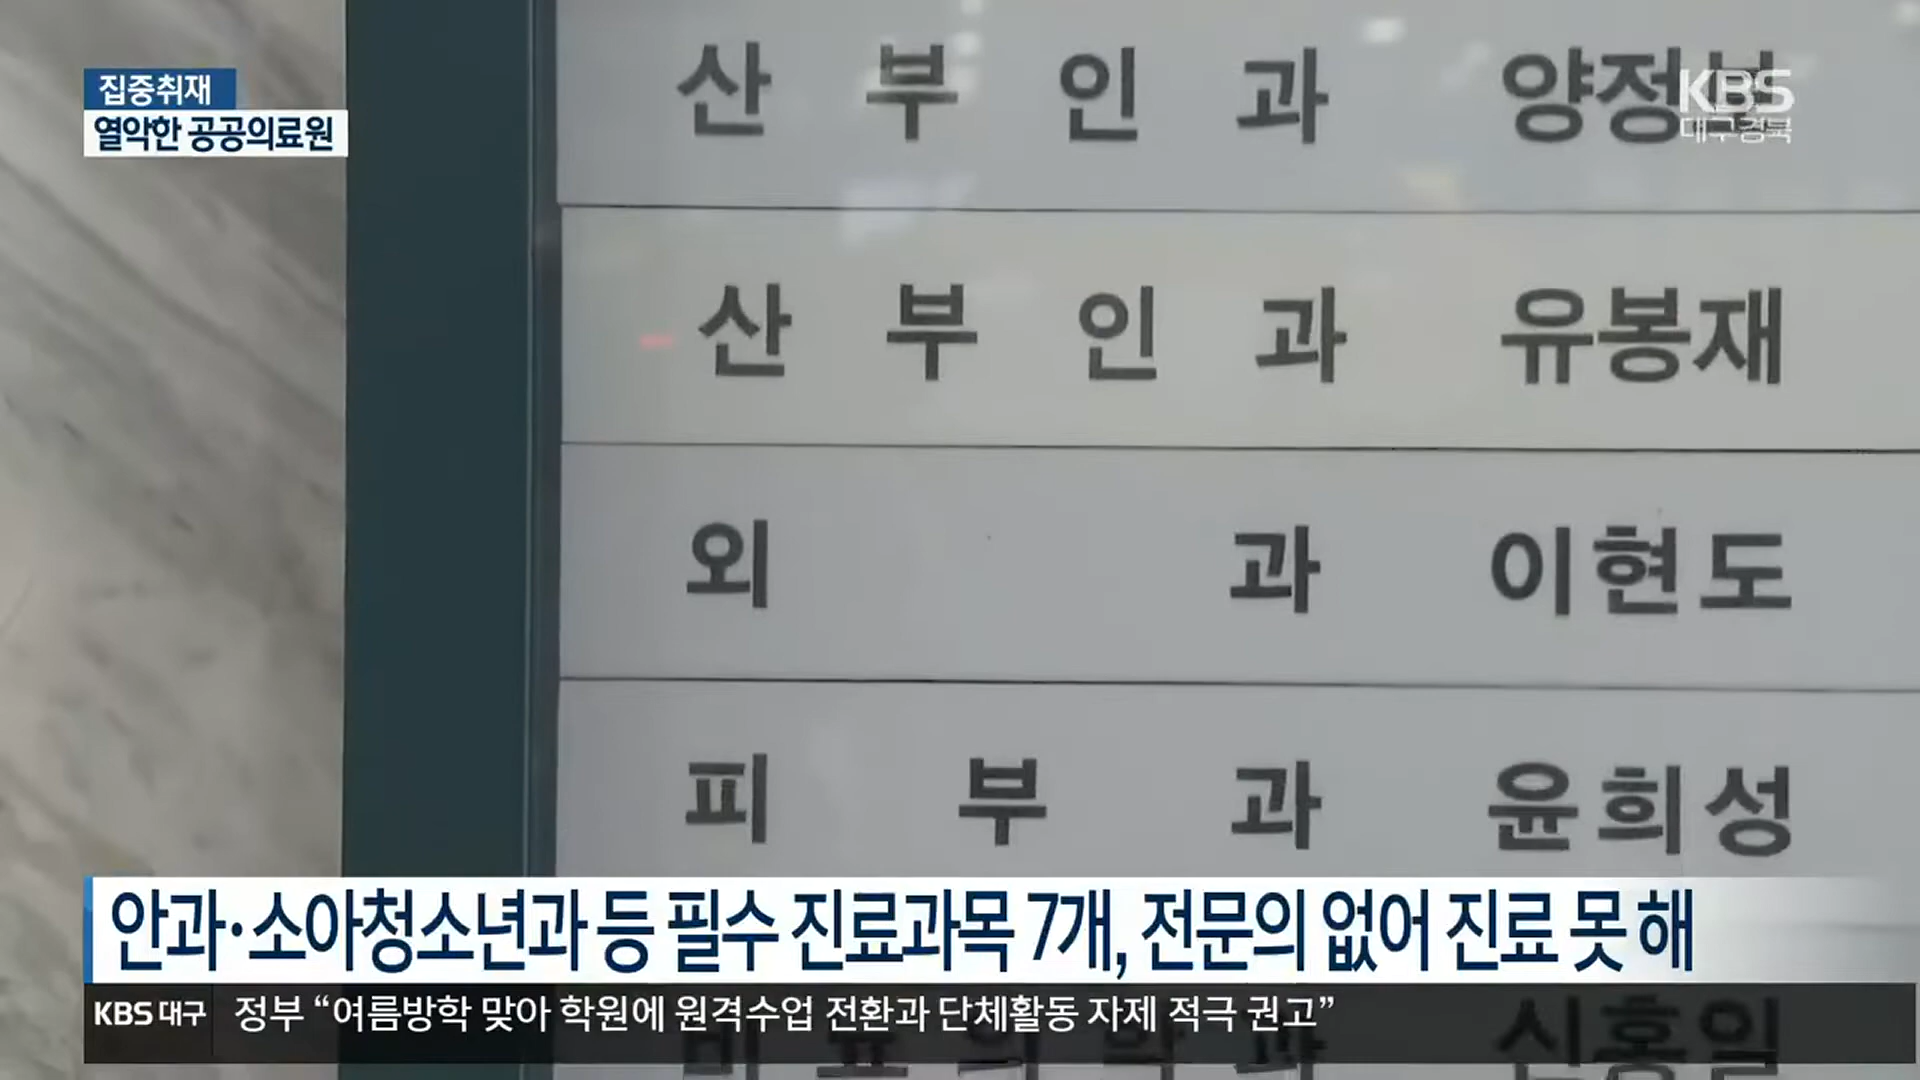 집중취재
열악한 공공의료원
KBS
대구경북
산 부 인 과 양정
산 부 인 과 유봉재
외 과 이현도
피 부 과 윤희성
안과·소아청소년과 등 필수 진료과목 7개, 전문의 없어 진료 못 해
KBS 대구 정부 “여름방학 맞아 학원에 원격수업 전환과 단체활동 자제 적극 권고”
신홍일